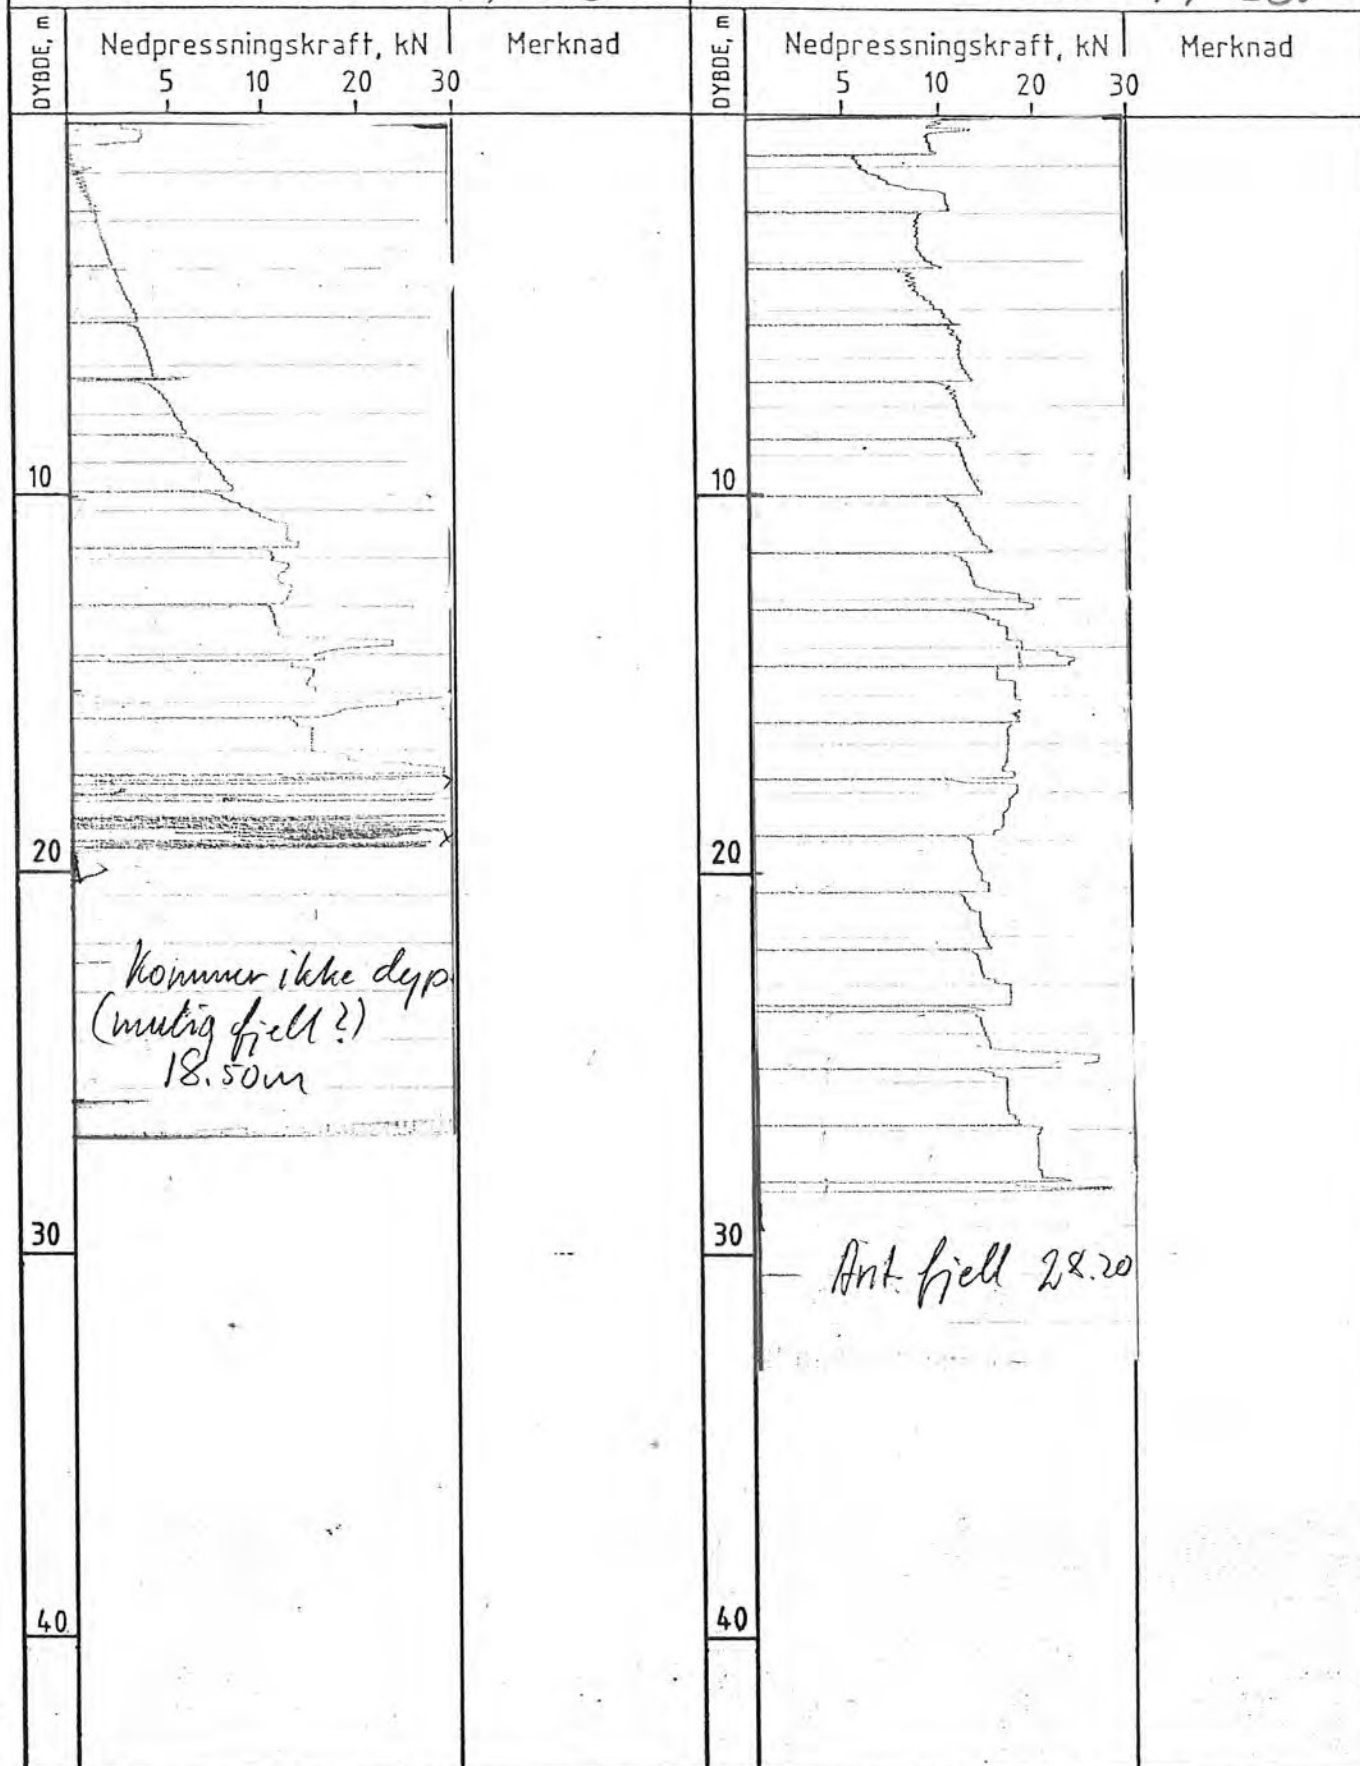 DYBDE, m
Nedpressningskraft, kN
Merknad
5 10 20 30
10
20
Kommer ikke dyp
(mulig fjell?)
18.50m
30
40
DYBDE, m
Nedpressningskraft, kN
Merknad
5 10 20 30
10
20
30
Ant. fjell 28.20
40